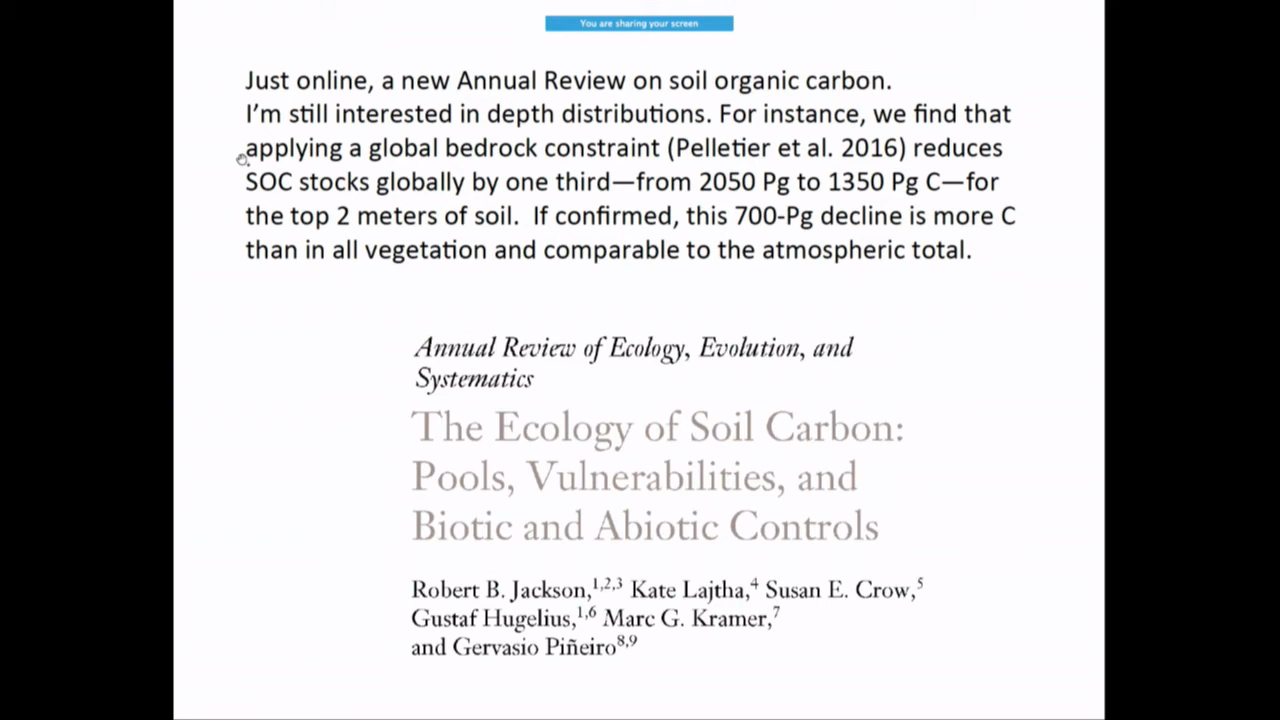 You are sharing your screen
Just online, a new Annual Review on soil organic carbon.
I’m still interested in depth distributions. For instance, we find that
applying a global bedrock constraint (Pelletier et al. 2016) reduces
SOC stocks globally by one third—from 2050 Pg to 1350 Pg C—for
the top 2 meters of soil.  If confirmed, this 700-Pg decline is more C
than in all vegetation and comparable to the atmospheric total.
Annual Review of Ecology, Evolution, and
Systematics
The Ecology of Soil Carbon:
Pools, Vulnerabilities, and
Biotic and Abiotic Controls
Robert B. Jackson,1,2,3 Kate Lajtha,4 Susan E. Crow,5
Gustaf Hugelius,1,6 Marc G. Kramer,7
and Gervasio Piñeiro8,9